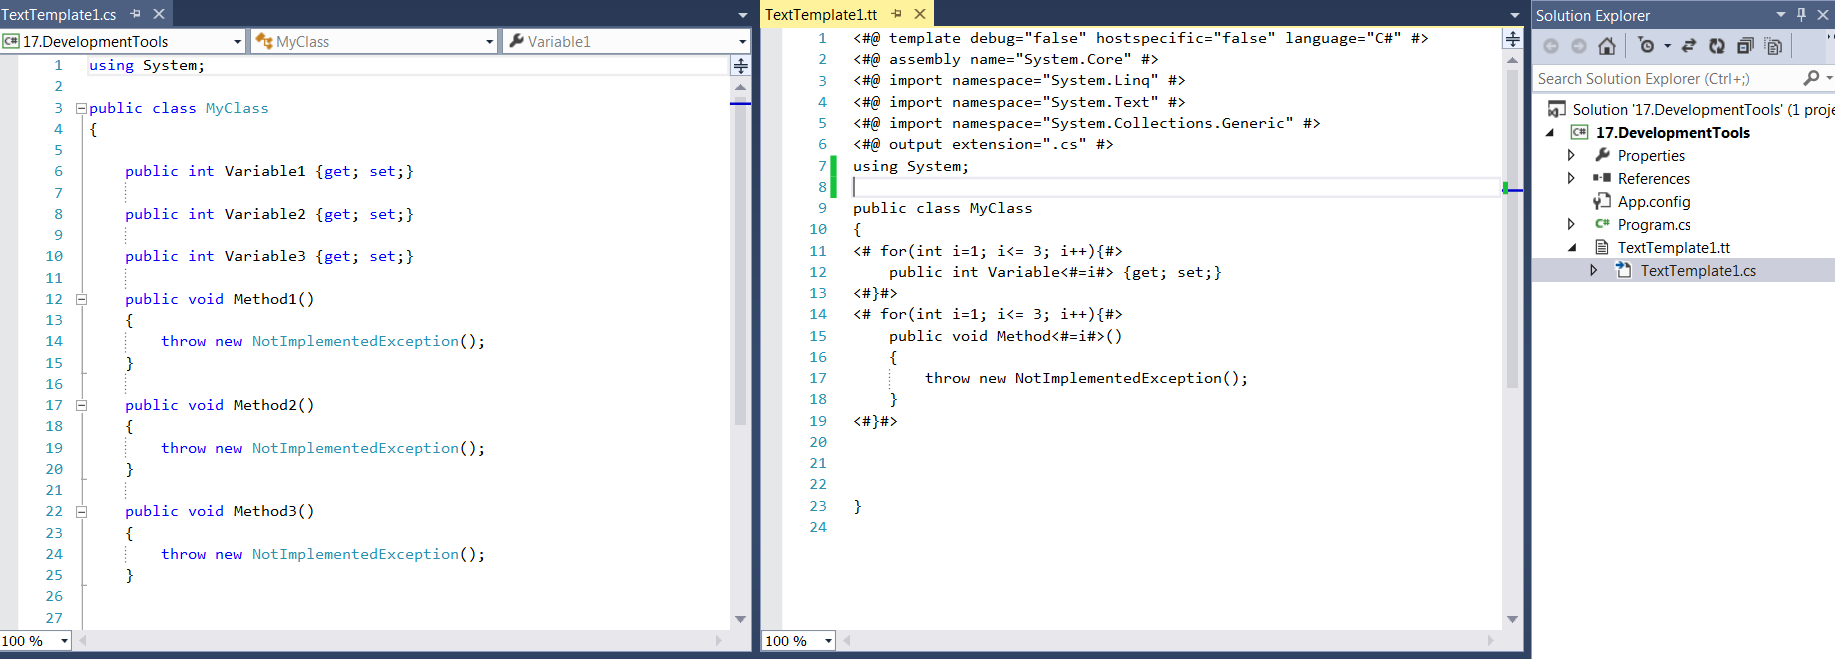 TextTemplate1.cs
17.DevelopmentTools
MyClass
Variable1
1 using System;
2
3 public class MyClass
4 {
5
6 public int Variable1 {get; set;}
7
8 public int Variable2 {get; set;}
9
10 public int Variable3 {get; set;}
11
12 public void Method1()
13 {
14 throw new NotImplementedException();
15 }
16
17 public void Method2()
18 {
19 throw new NotImplementedException();
20 }
21
22 public void Method3()
23 {
24 throw new NotImplementedException();
25 }
26
27
100 %
TextTemplate1.tt
1 <#@ template debug="false" hostspecific="false" language="C#" #>
2 <#@ assembly name="System.Core" #>
3 <#@ import namespace="System.Linq" #>
4 <#@ import namespace="System.Text" #>
5 <#@ import namespace="System.Collections.Generic" #>
6 <#@ output extension=".cs" #>
7 using System;
8
9 public class MyClass
10 {
11 <# for(int i=1; i<= 3; i++){#>
12 public int Variable<#=i#> {get; set;}
13 <#}#>
14 <# for(int i=1; i<= 3; i++){#>
15 public void Method<#=i#>()
16 {
17 throw new NotImplementedException();
18 }
19 <#}#>
20
21
22
23 }
24
100 %
Solution Explorer
Search Solution Explorer (Ctrl+;)
Solution '17.DevelopmentTools' (1 proje
C# 17.DevelopmentTools
Properties
References
App.config
C# Program.cs
TextTemplate1.tt
TextTemplate1.cs